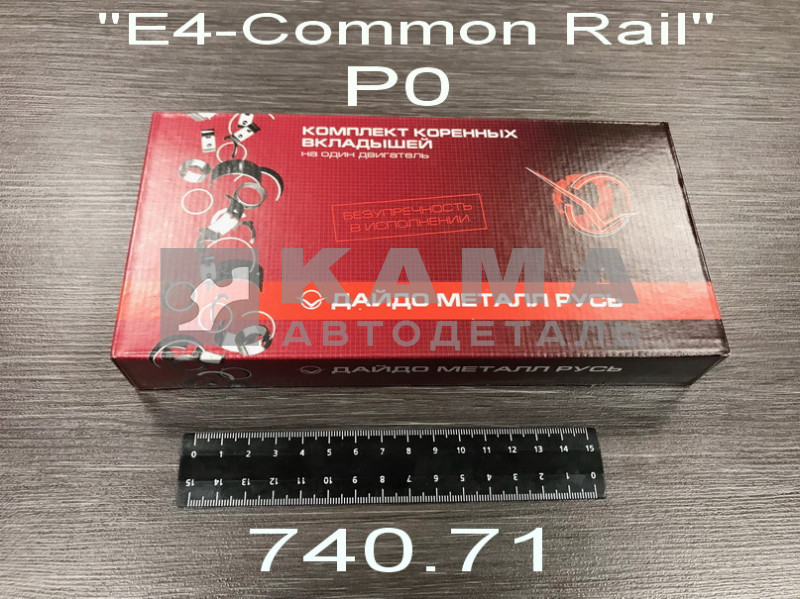 "E4-Common Rail"
P0
КОМПЛЕКТ КОРЕННЫХ
ВКЛАДЫШЕЙ
на один двигатель
БЕЗУПРЕЧНОСТЬ
В ИСПОЛНЕНИИ
КАМА
ДАЙДО МЕТАЛЛ РУСЬ
АВТОДЕТАЛЬ
ДАЙДО МЕТАЛЛ РУСЬ
0 1 2 3 4 5 6 7 8 9 10 11 12 13 14 15
15 14 13 12 11 10 9 8 7 6 5 4 3 2 1 0
740.71